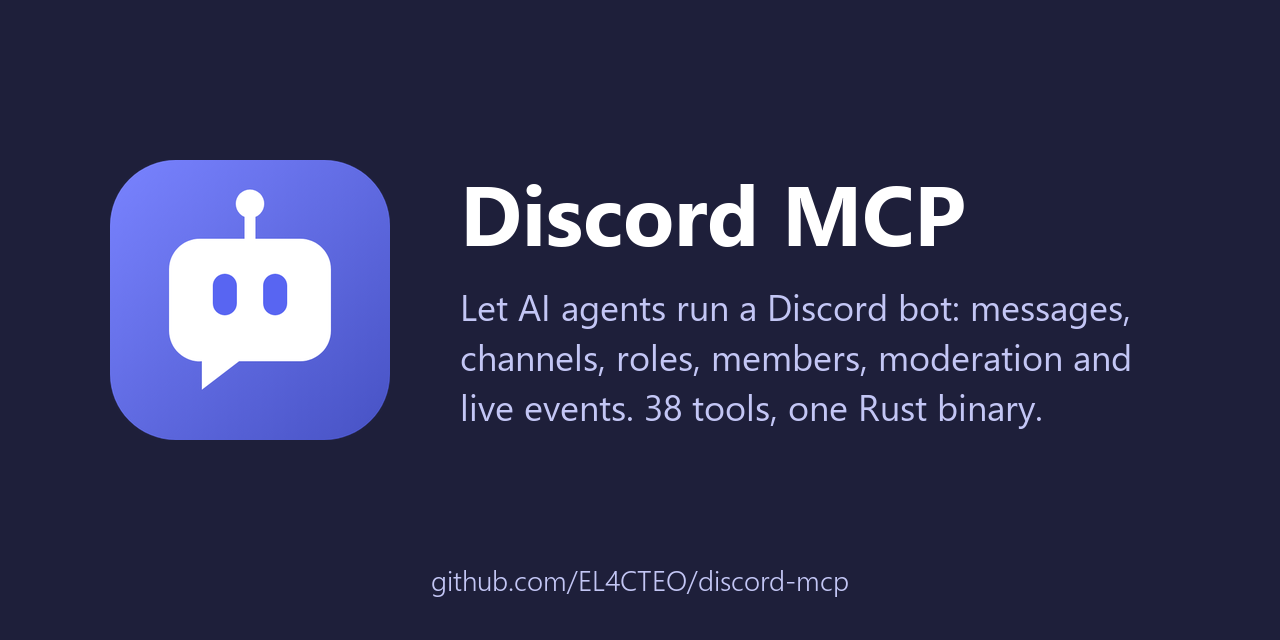 Discord MCP
Let AI agents run a Discord bot: messages,
channels, roles, members, moderation and
live events. 38 tools, one Rust binary.
github.com/EL4CTEO/discord-mcp